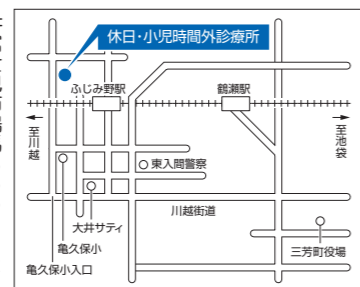 休日・小児時間外診療所
ふじみ野駅
鶴瀬駅
至川越
至池袋
東入間警察
川越街道
大井サティ
亀久保小
亀久保小入口
三芳町役場